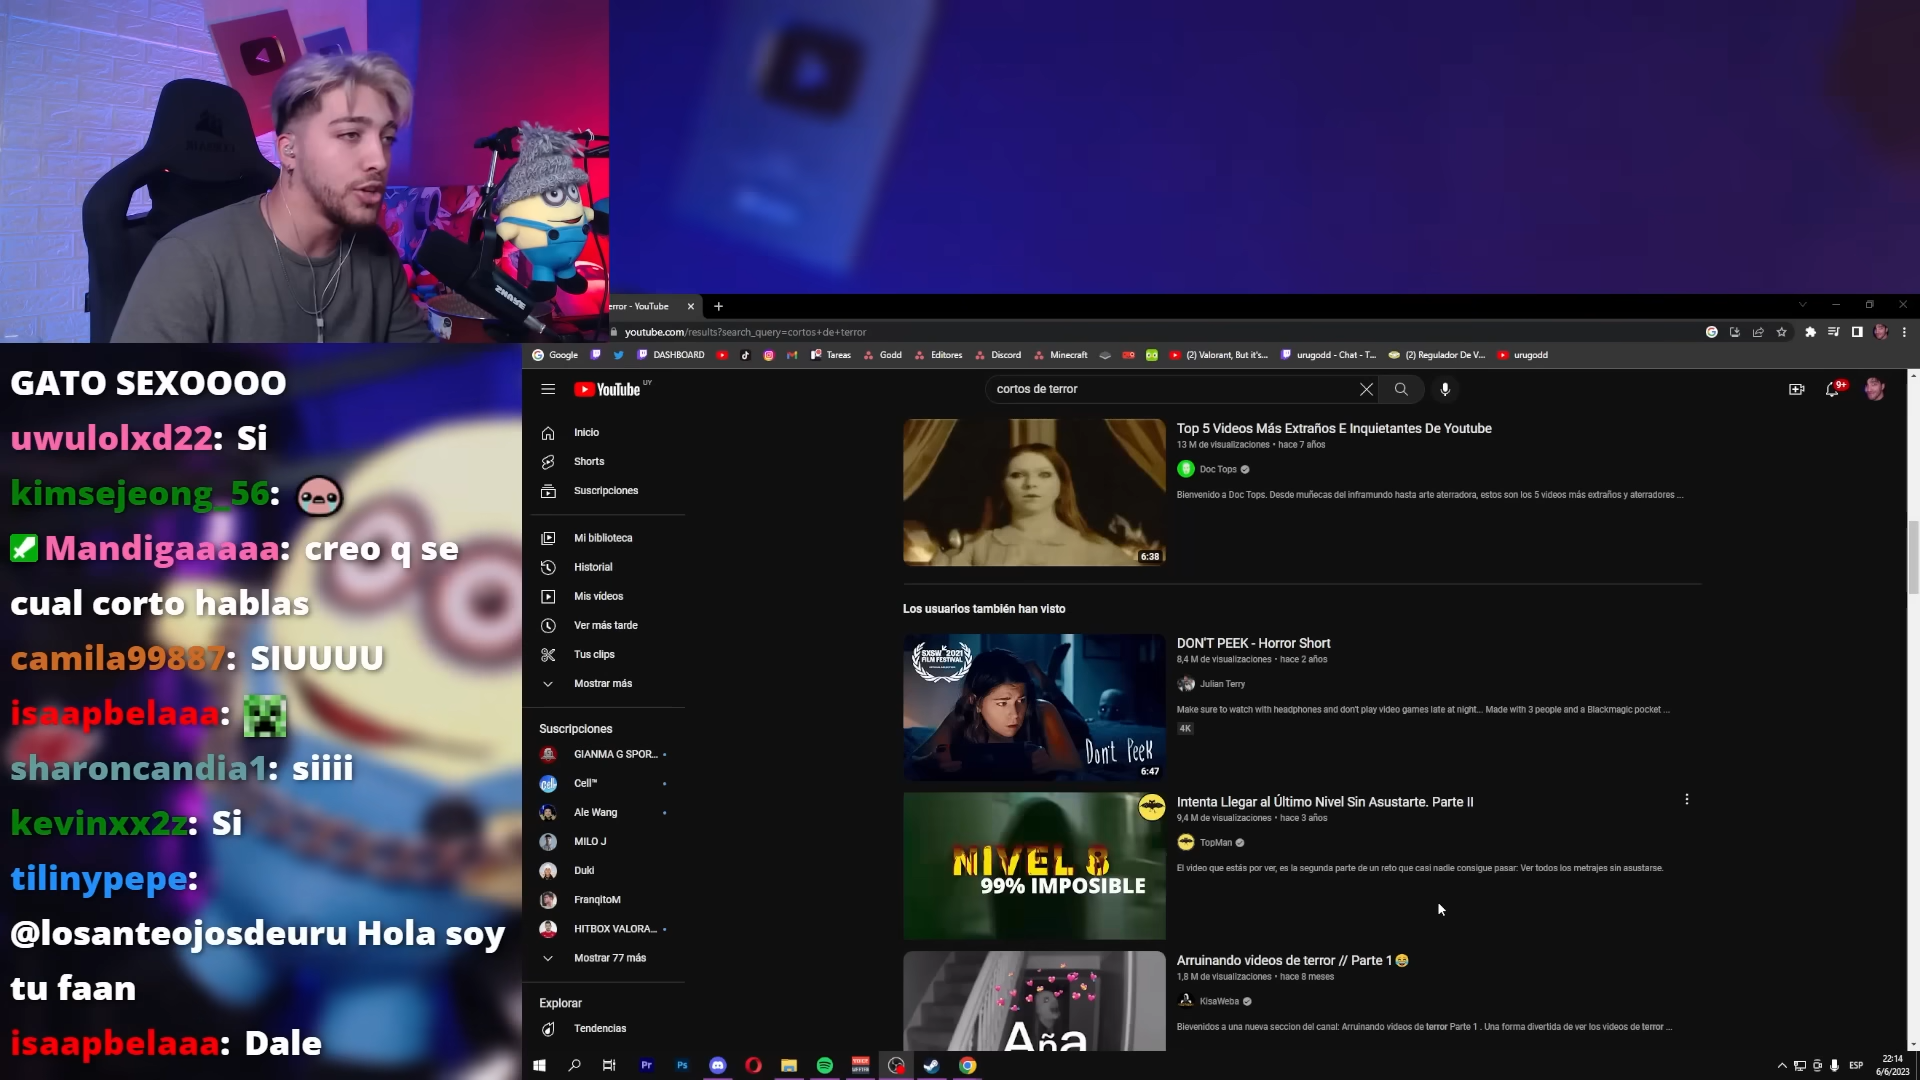 GATO SEXOOOO
uwulolxd22: Si
kimsejeong_56:
Mandigaaaaa: creo q se
cual corto hablas
camila99887: SIUUUU
isaapbelaaa:
sharoncandia1: siiii
kevinxx2z: Si
tilinypepe:
@losanteojosdeuru Hola soy
tu faan
isaapbelaaa: Dale
error - YouTube
youtube.com/results?search_query=cortos+de+terror
Google DASHBOARD Tareas Godd Editores Discord Minecraft (2) Valorant, But it's... urugodd - Chat - T... (2) Regulador De V... urugodd
YouTube UY
cortos de terror
9+
Inicio
Shorts
Suscripciones
Mi biblioteca
Historial
Mis vídeos
Ver más tarde
Tus clips
Mostrar más
Suscripciones
GIANMA G SPOR...
Cell™
Ale Wang
MILO J
Duki
FranqitoM
HITBOX VALORA...
Mostrar 77 más
Explorar
Tendencias
6:38
Top 5 Videos Más Extraños E Inquietantes De Youtube
13 M de visualizaciones • hace 7 años
Doc Tops
Bienvenido a Doc Tops. Desde muñecas del inframundo hasta arte aterradora, estos son los 5 videos más extraños y aterradores ...
Los usuarios también han visto
SXSW 2021
FILM FESTIVAL
Don't Peek
6:47
DON'T PEEK - Horror Short
8,4 M de visualizaciones • hace 2 años
Julian Terry
Make sure to watch with headphones and don't play video games late at night... Made with 3 people and a Blackmagic pocket ...
4K
NIVEL 8
99% IMPOSIBLE
Intenta Llegar al Último Nivel Sin Asustarte. Parte II
9,4 M de visualizaciones • hace 3 años
TopMan
El video que estás por ver, es la segunda parte de un reto que casi nadie consigue pasar: Ver todos los metrajes sin asustarse.
Aña
Arruinando videos de terror // Parte 1 😂
1,8 M de visualizaciones • hace 8 meses
KisaWeba
Bievenidos a una nueva seccion del canal: Arruinando videos de terror Parte 1 . Una forma divertida de ver los videos de terror ...
Pr Ps
ESP
22:14
6/6/2023